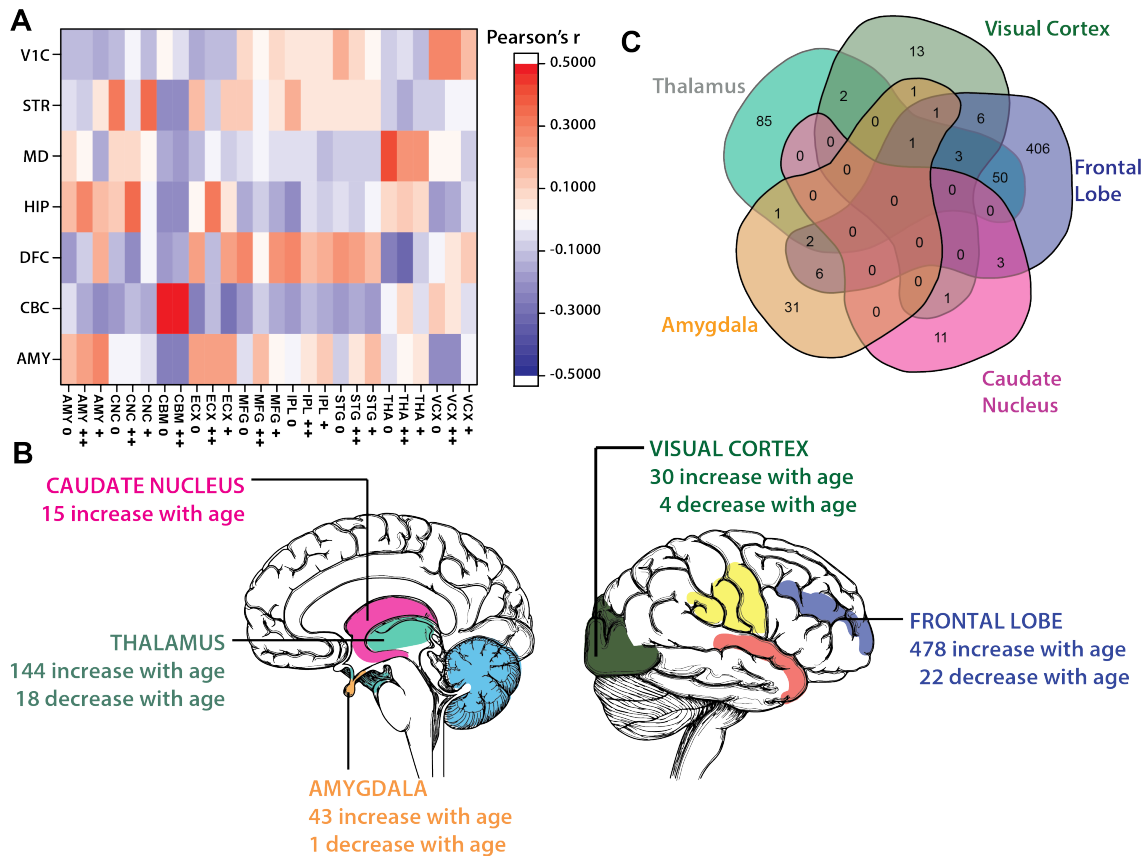 A
Pearson's r
V1C
STR
MD
HIP
DFC
CBC
AMY
0.5000
0.3000
0.1000
-0.1000
-0.3000
-0.5000
AMY 0
AMY ++
AMY +
CNC 0
CNC ++
CNC +
CBM 0
CBM ++
ECX 0
ECX ++
ECX +
MFG 0
MFG ++
MFG +
IPL 0
IPL ++
IPL +
STG 0
STG ++
STG +
THA 0
THA ++
THA +
VCX 0
VCX ++
VCX +
C
Visual Cortex
Thalamus
Frontal
Lobe
Amygdala
Caudate
Nucleus
13
1
2
1
6
85
0
406
1
3
0
0
0
50
0
0
0
0
1
0
2
0
0
3
6
0
0
31
0
1
11
B
CAUDATE NUCLEUS
15 increase with age
THALAMUS
144 increase with age
18 decrease with age
AMYGDALA
43 increase with age
1 decrease with age
VISUAL CORTEX
30 increase with age
4 decrease with age
FRONTAL LOBE
478 increase with age
22 decrease with age